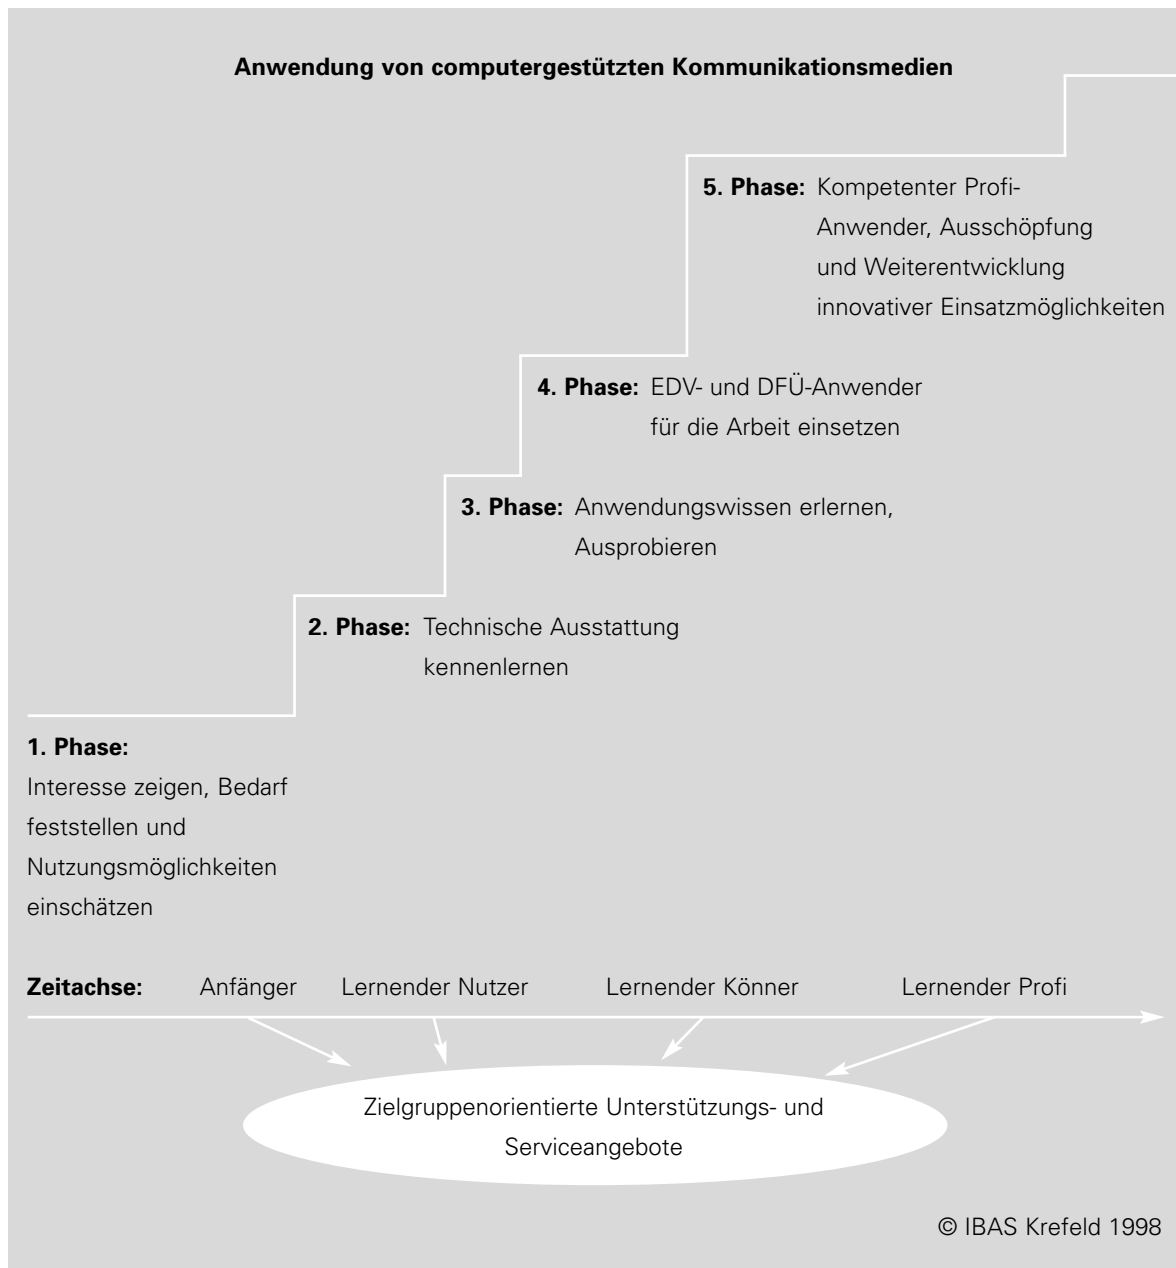 Anwendung von computergestützten Kommunikationsmedien
5. Phase: Kompetenter Profi-
Anwender, Ausschöpfung
und Weiterentwicklung
innovativer Einsatzmöglichkeiten
4. Phase: EDV- und DFÜ-Anwender
für die Arbeit einsetzen
3. Phase: Anwendungswissen erlernen,
Ausprobieren
2. Phase: Technische Ausstattung
kennenlernen
1. Phase:
Interesse zeigen, Bedarf
feststellen und
Nutzungsmöglichkeiten
einschätzen
Zeitachse: Anfänger Lernender Nutzer Lernender Könner Lernender Profi
Zielgruppenorientierte Unterstützungs- und
Serviceangebote
© IBAS Krefeld 1998